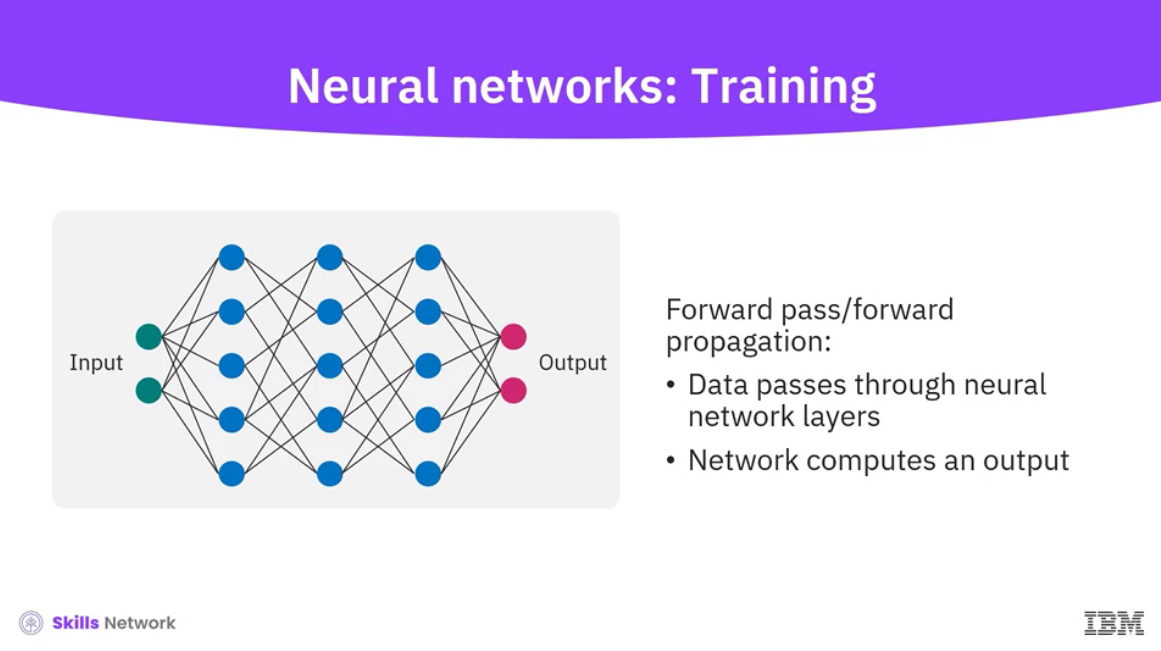 Neural networks: Training
Input
Output
Forward pass/forward
propagation:
• Data passes through neural
network layers
• Network computes an output
Skills Network
IBM